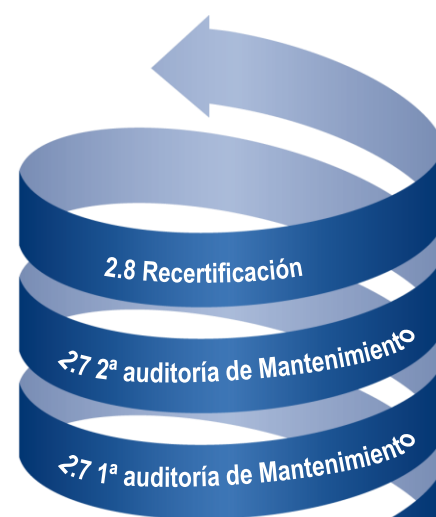 2.8 Recertificación
2.7 2ª auditoría de Mantenimiento
2.7 1ª auditoría de Mantenimiento